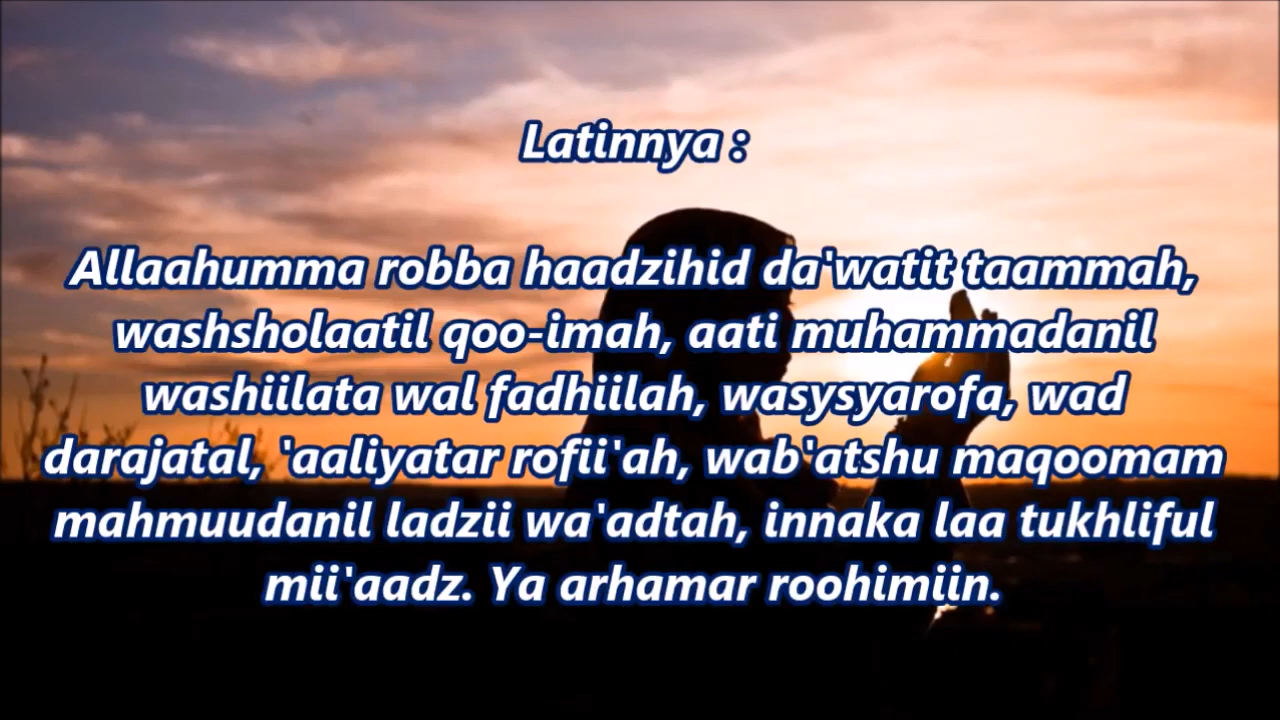 Latinnya :
Allaahumma robba haadzihid da'watit taammah,
washsholaatil qoo-imah, aati muhammadanil
washiilata wal fadhiilah, wasysyarofa, wad
darajatal, 'aaliyatar rofii'ah, wab'atshu maqoomam
mahmuudanil ladzii wa'adtah, innaka laa tukhliful
mii'aadz. Ya arhamar roohimiin.